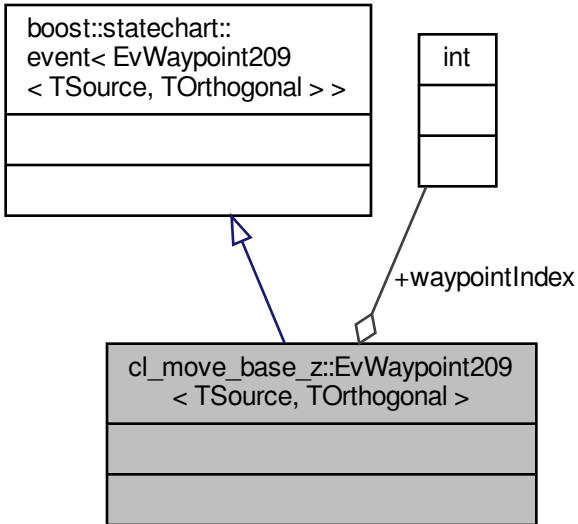 boost::statechart::
event< EvWaypoint209
< TSource, TOrthogonal > >
int
+waypointIndex
cl_move_base_z::EvWaypoint209
< TSource, TOrthogonal >